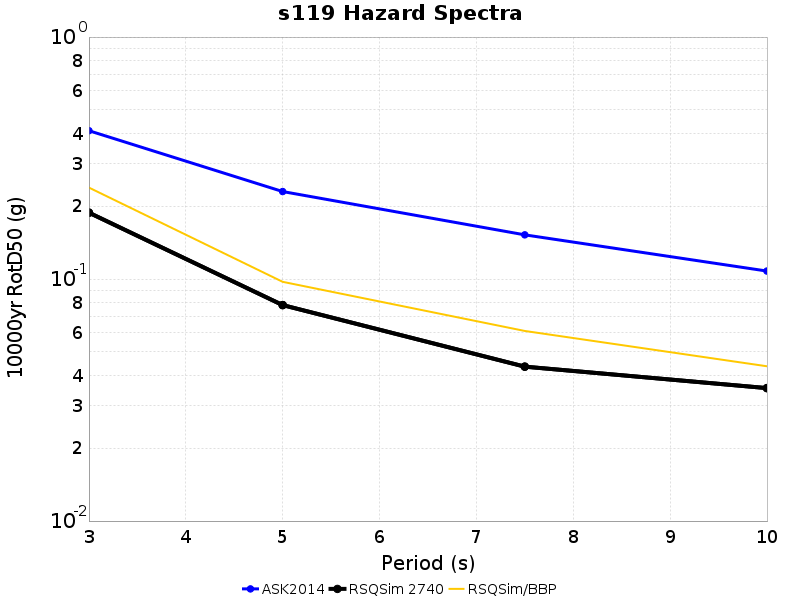 s119 Hazard Spectra
10000yr RotD50 (g)
10^0
8
6
4
3
2
10^-1
8
6
4
3
2
10^-2
3 4 5 6 7 8 9 10
Period (s)
ASK2014 RSQSim 2740 RSQSim/BBP